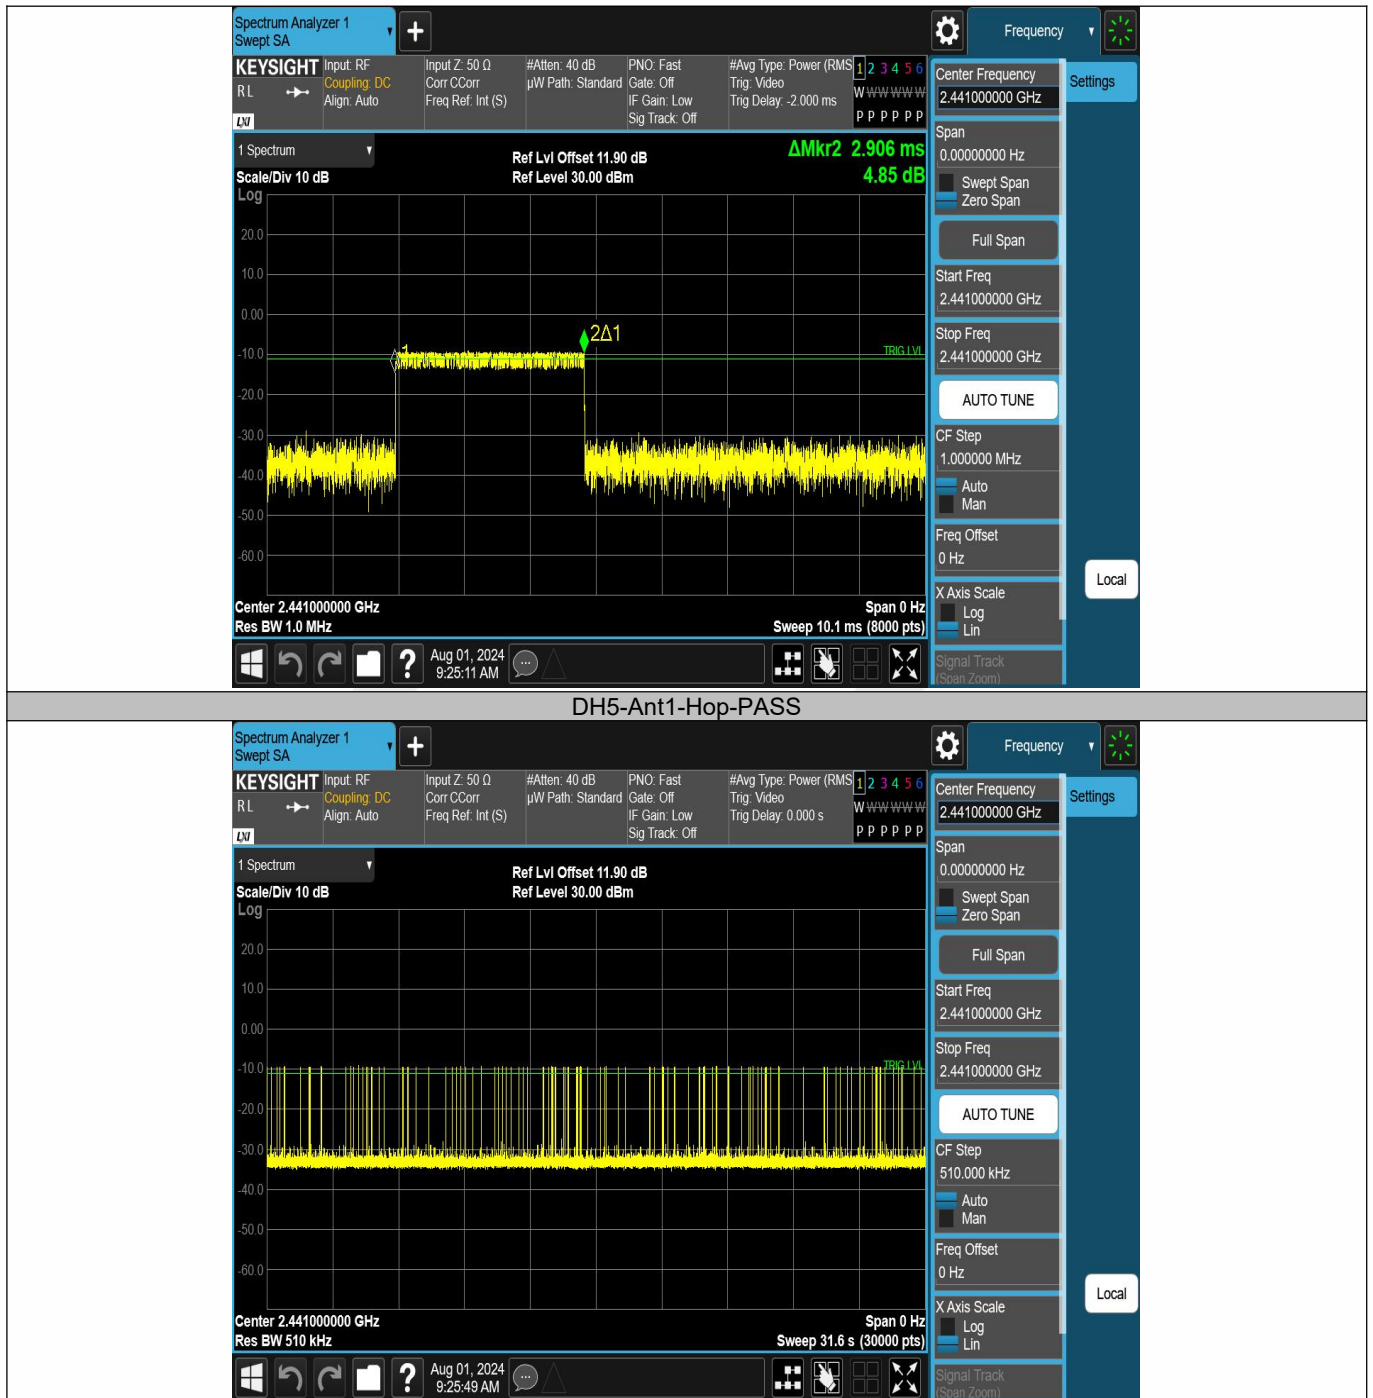 Spectrum Analyzer 1
Swept SA
Frequency
KEYSIGHT
RL
LXI
Input: RF
Coupling: DC
Align: Auto
Input Z: 50 Ω
Corr CCorr
Freq Ref: Int (S)
#Atten: 40 dB
µW Path: Standard
PNO: Fast
Gate: Off
IF Gain: Low
Sig Track: Off
#Avg Type: Power (RMS
Trig: Video
Trig Delay: -2.000 ms
1 2 3 4 5 6
W W W W W W
P P P P P P
Center Frequency
2.441000000 GHz
Settings
1 Spectrum
Scale/Div 10 dB
Log
Ref Lvl Offset 11.90 dB
Ref Level 30.00 dBm
ΔMkr2 2.906 ms
4.85 dB
20.0
10.0
0.00
-10.0
-20.0
-30.0
-40.0
-50.0
-60.0
1
2Δ1
TRIG LVL
Center 2.441000000 GHz
Res BW 1.0 MHz
Span 0 Hz
Sweep 10.1 ms (8000 pts)
Span
0.00000000 Hz
Swept Span
Zero Span
Full Span
Start Freq
2.441000000 GHz
Stop Freq
2.441000000 GHz
AUTO TUNE
CF Step
1.000000 MHz
Auto
Man
Freq Offset
0 Hz
X Axis Scale
Log
Lin
Signal Track
(Span Zoom)
Local
?
Aug 01, 2024
9:25:11 AM
DH5-Ant1-Hop-PASS
Spectrum Analyzer 1
Swept SA
Frequency
KEYSIGHT
RL
LXI
Input: RF
Coupling: DC
Align: Auto
Input Z: 50 Ω
Corr CCorr
Freq Ref: Int (S)
#Atten: 40 dB
µW Path: Standard
PNO: Fast
Gate: Off
IF Gain: Low
Sig Track: Off
#Avg Type: Power (RMS
Trig: Video
Trig Delay: 0.000 s
1 2 3 4 5 6
W W W W W W
P P P P P P
Center Frequency
2.441000000 GHz
Settings
1 Spectrum
Scale/Div 10 dB
Log
Ref Lvl Offset 11.90 dB
Ref Level 30.00 dBm
20.0
10.0
0.00
-10.0
-20.0
-30.0
-40.0
-50.0
-60.0
TRIG LVL
Center 2.441000000 GHz
Res BW 510 kHz
Span 0 Hz
Sweep 31.6 s (30000 pts)
Span
0.00000000 Hz
Swept Span
Zero Span
Full Span
Start Freq
2.441000000 GHz
Stop Freq
2.441000000 GHz
AUTO TUNE
CF Step
510.000 kHz
Auto
Man
Freq Offset
0 Hz
X Axis Scale
Log
Lin
Signal Track
(Span Zoom)
Local
?
Aug 01, 2024
9:25:49 AM